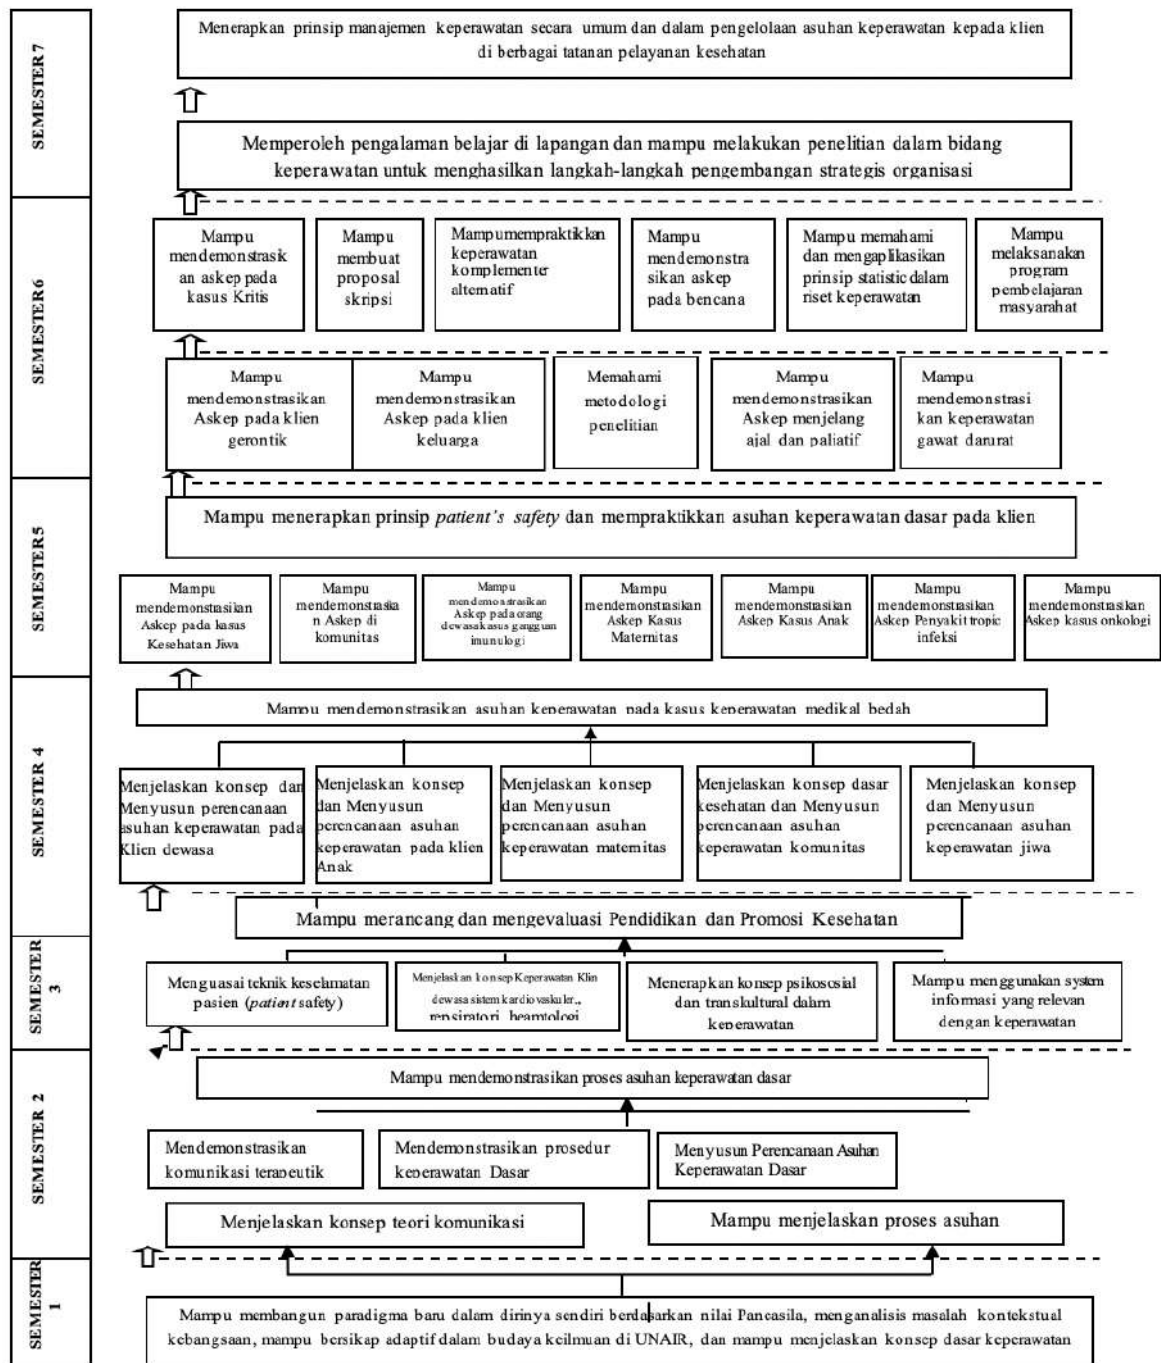 SEMESTER 7
Menerapkan prinsip manajemen keperawatan secara umum dan dalam pengelolaan asuhan keperawatan kepada klien
di berbagai tatanan pelayanan kesehatan
Memperoleh pengalaman belajar di lapangan dan mampu melakukan penelitian dalam bidang
keperawatan untuk menghasilkan langkah-langkah pengembangan strategis organisasi
SEMESTER 6
Mampu
mendemonstrasik
an askep pada
kasus Kritis
Mampu
membuat
proposal
skripsi
Mampumempraktikkan
keperawatan
komplementer
alternatif
Mampu
mendemonstra
sikan askep
pada bencana
Mampu memahami
dan mengaplikasikan
prinsip statistic dalam
riset keperawatan
Mampu
melaksanakan
program
pembelajaran
masyarahat
Mampu
mendemonstrasikan
Askep pada klien
gerontik
Mampu
mendemonstrasikan
Askep pada klien
keluarga
Memahami
metodologi
penelitian
Mampu
mendemonstrasikan
Askep menjelang
ajal dan paliatif
Mampu
mendemonstrasi
kan keperawatan
gawat darurat
SEMESTER 5
Mampu menerapkan prinsip patient's safety dan mempraktikkan asuhan keperawatan dasar pada klien
Mampu
mendemonstrasikan
Askep pada kasus
Kesehatan Jiwa
Mampu
mendemonstrasika
n Askep di
komunitas
Mampu
mendemonstrasikan
Askep pada orang
dewasa kasus gangguan
imunulogi
Mampu
mendemonstrasikan
Askep Kasus
Maternitas
Mampu
mendemonstrasikan
Askep Kasus Anak
Mampu
mendemonstrasikan
Askep Penyakit tropic
infeksi
Mampu
mendemonstrasikan
Askep kasus onkologi
SEMESTER 4
Mampu mendemonstrasikan asuhan keperawatan pada kasus keperawatan medikal bedah
Menjelaskan konsep dan
Menyusun perencanaan
asuhan keperawatan pada
Klien dewasa
Menjelaskan konsep
dan Menyusun
perencanaan asuhan
keperawatan pada klien
Anak
Menjelaskan konsep
dan Menyusun
perencanaan asuhan
keperawatan maternitas
Menjelaskan konsep dasar
kesehatan dan Menyusun
perencanaan asuhan
keperawatan komunitas
Menjelaskan konsep
dan Menyusun
perencanaan asuhan
keperawatan jiwa
Mampu merancang dan mengevaluasi Pendidikan dan Promosi Kesehatan
SEMESTER
3
Menguasai teknik keselamatan
pasien (patient safety)
Menjelaskan konsep Keperawatan Klin
dewasa sistem kardiovaskuler,,
repsiratori, heamtologi
Menerapkan konsep psikososial
dan transkultural dalam
keperawatan
Mampu menggunakan system
informasi yang relevan
dengan keperawatan
SEMESTER 2
Mampu mendemonstrasikan proses asuhan keperawatan dasar
Mendemonstrasikan
komunikasi terapeutik
Mendemonstrasikan prosedur
keperawatan Dasar
Menyusun Perencanaan Asuhan
Keperawatan Dasar
Menjelaskan konsep teori komunikasi
Mampu menjelaskan proses asuhan
SEMESTER
1
Mampu membangun paradigma baru dalam dirinya sendiri berdasarkan nilai Pancasila, menganalisis masalah kontekstual
kebangsaan, mampu bersikap adaptif dalam budaya keilmuan di UNAIR, dan mampu menjelaskan konsep dasar keperawatan